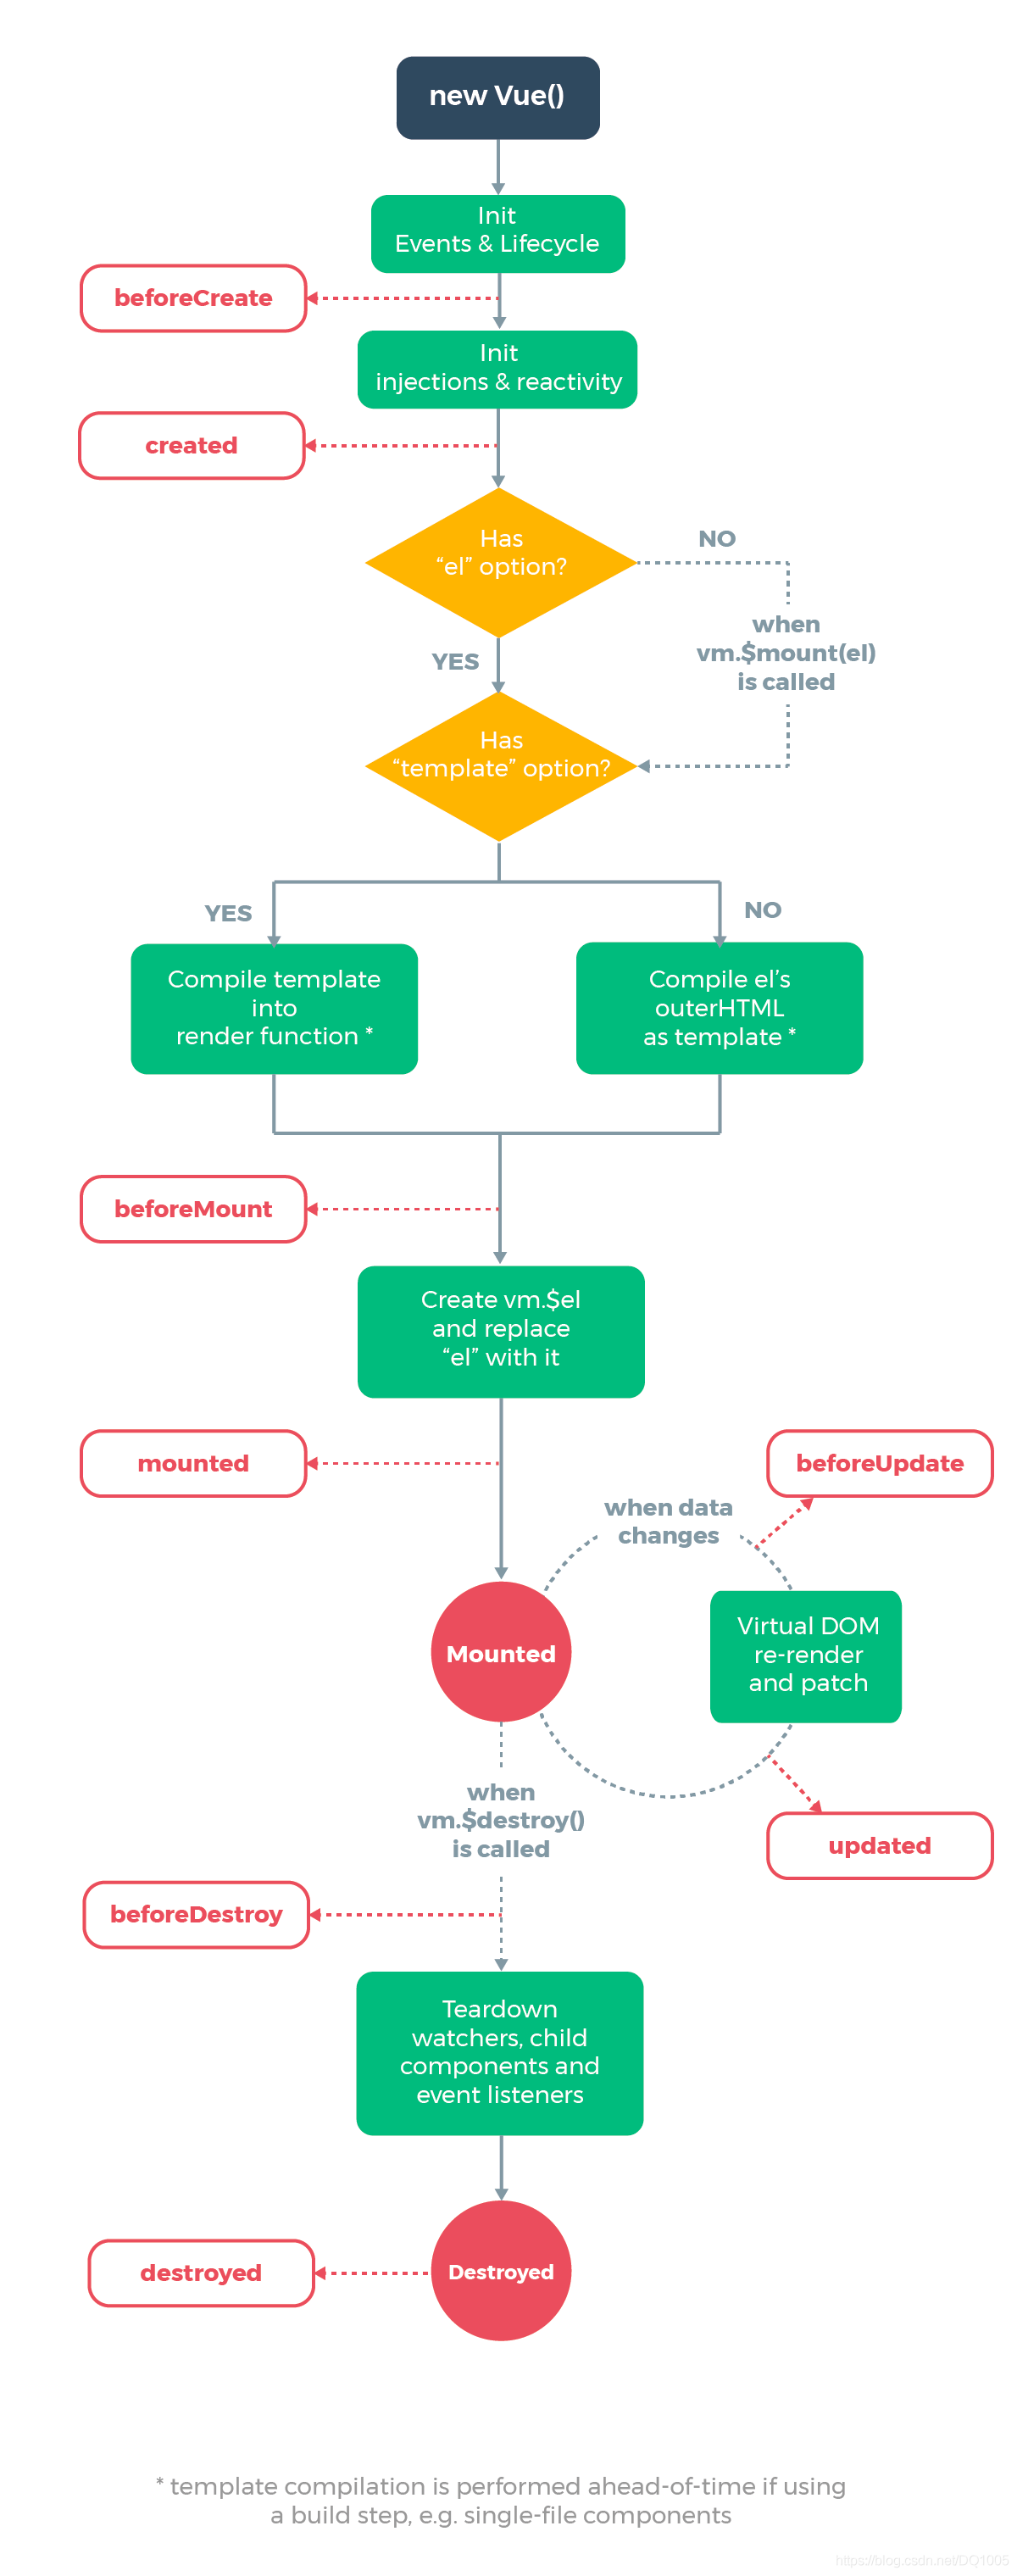 new Vue()
Init
Events & Lifecycle
beforeCreate
Init
injections & reactivity
created
Has
“el” option?
NO
when
vm.$mount(el)
is called
YES
Has
“template” option?
YES
NO
Compile template
into
render function *
Compile el’s
outerHTML
as template *
beforeMount
Create vm.$el
and replace
“el” with it
mounted
beforeUpdate
when data
changes
Mounted
Virtual DOM
re-render
and patch
when
vm.$destroy()
is called
updated
beforeDestroy
Teardown
watchers, child
components and
event listeners
destroyed
Destroyed
* template compilation is performed ahead-of-time if using
a build step, e.g. single-file components
https://blog.csdn.net/DQ1005